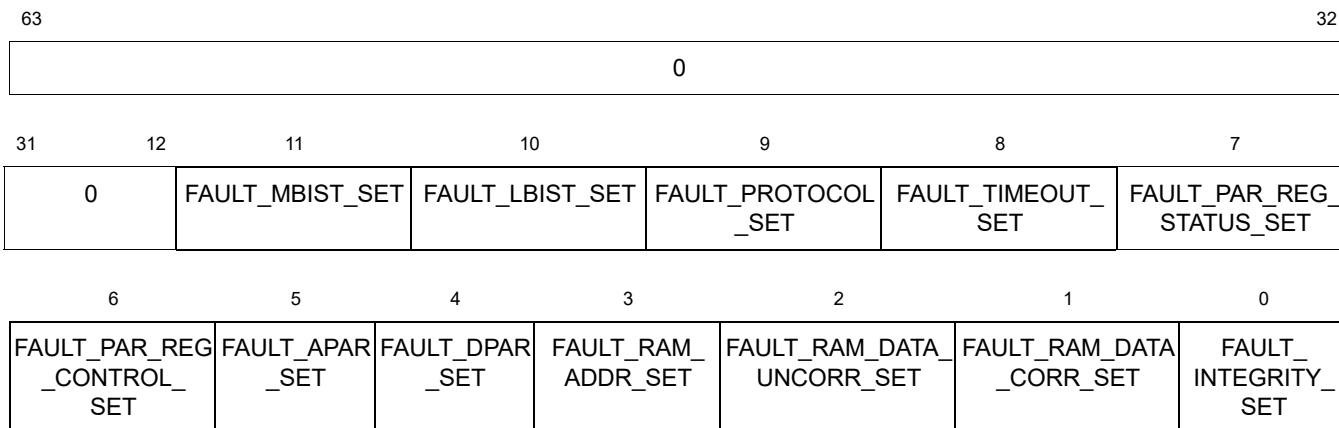 63 32
0
31 12 11 10 9 8 7
0 FAULT_MBIST_SET FAULT_LBIST_SET FAULT_PROTOCOL FAULT_TIMEOUT_ FAULT_PAR_REG_
_SET SET STATUS_SET
6 5 4 3 2 1 0
FAULT_PAR_REG FAULT_APAR FAULT_DPAR FAULT_RAM_ FAULT_RAM_DATA_ FAULT_RAM_DATA FAULT_
_CONTROL_ _SET _SET ADDR_SET UNCORR_SET _CORR_SET INTEGRITY_
SET SET